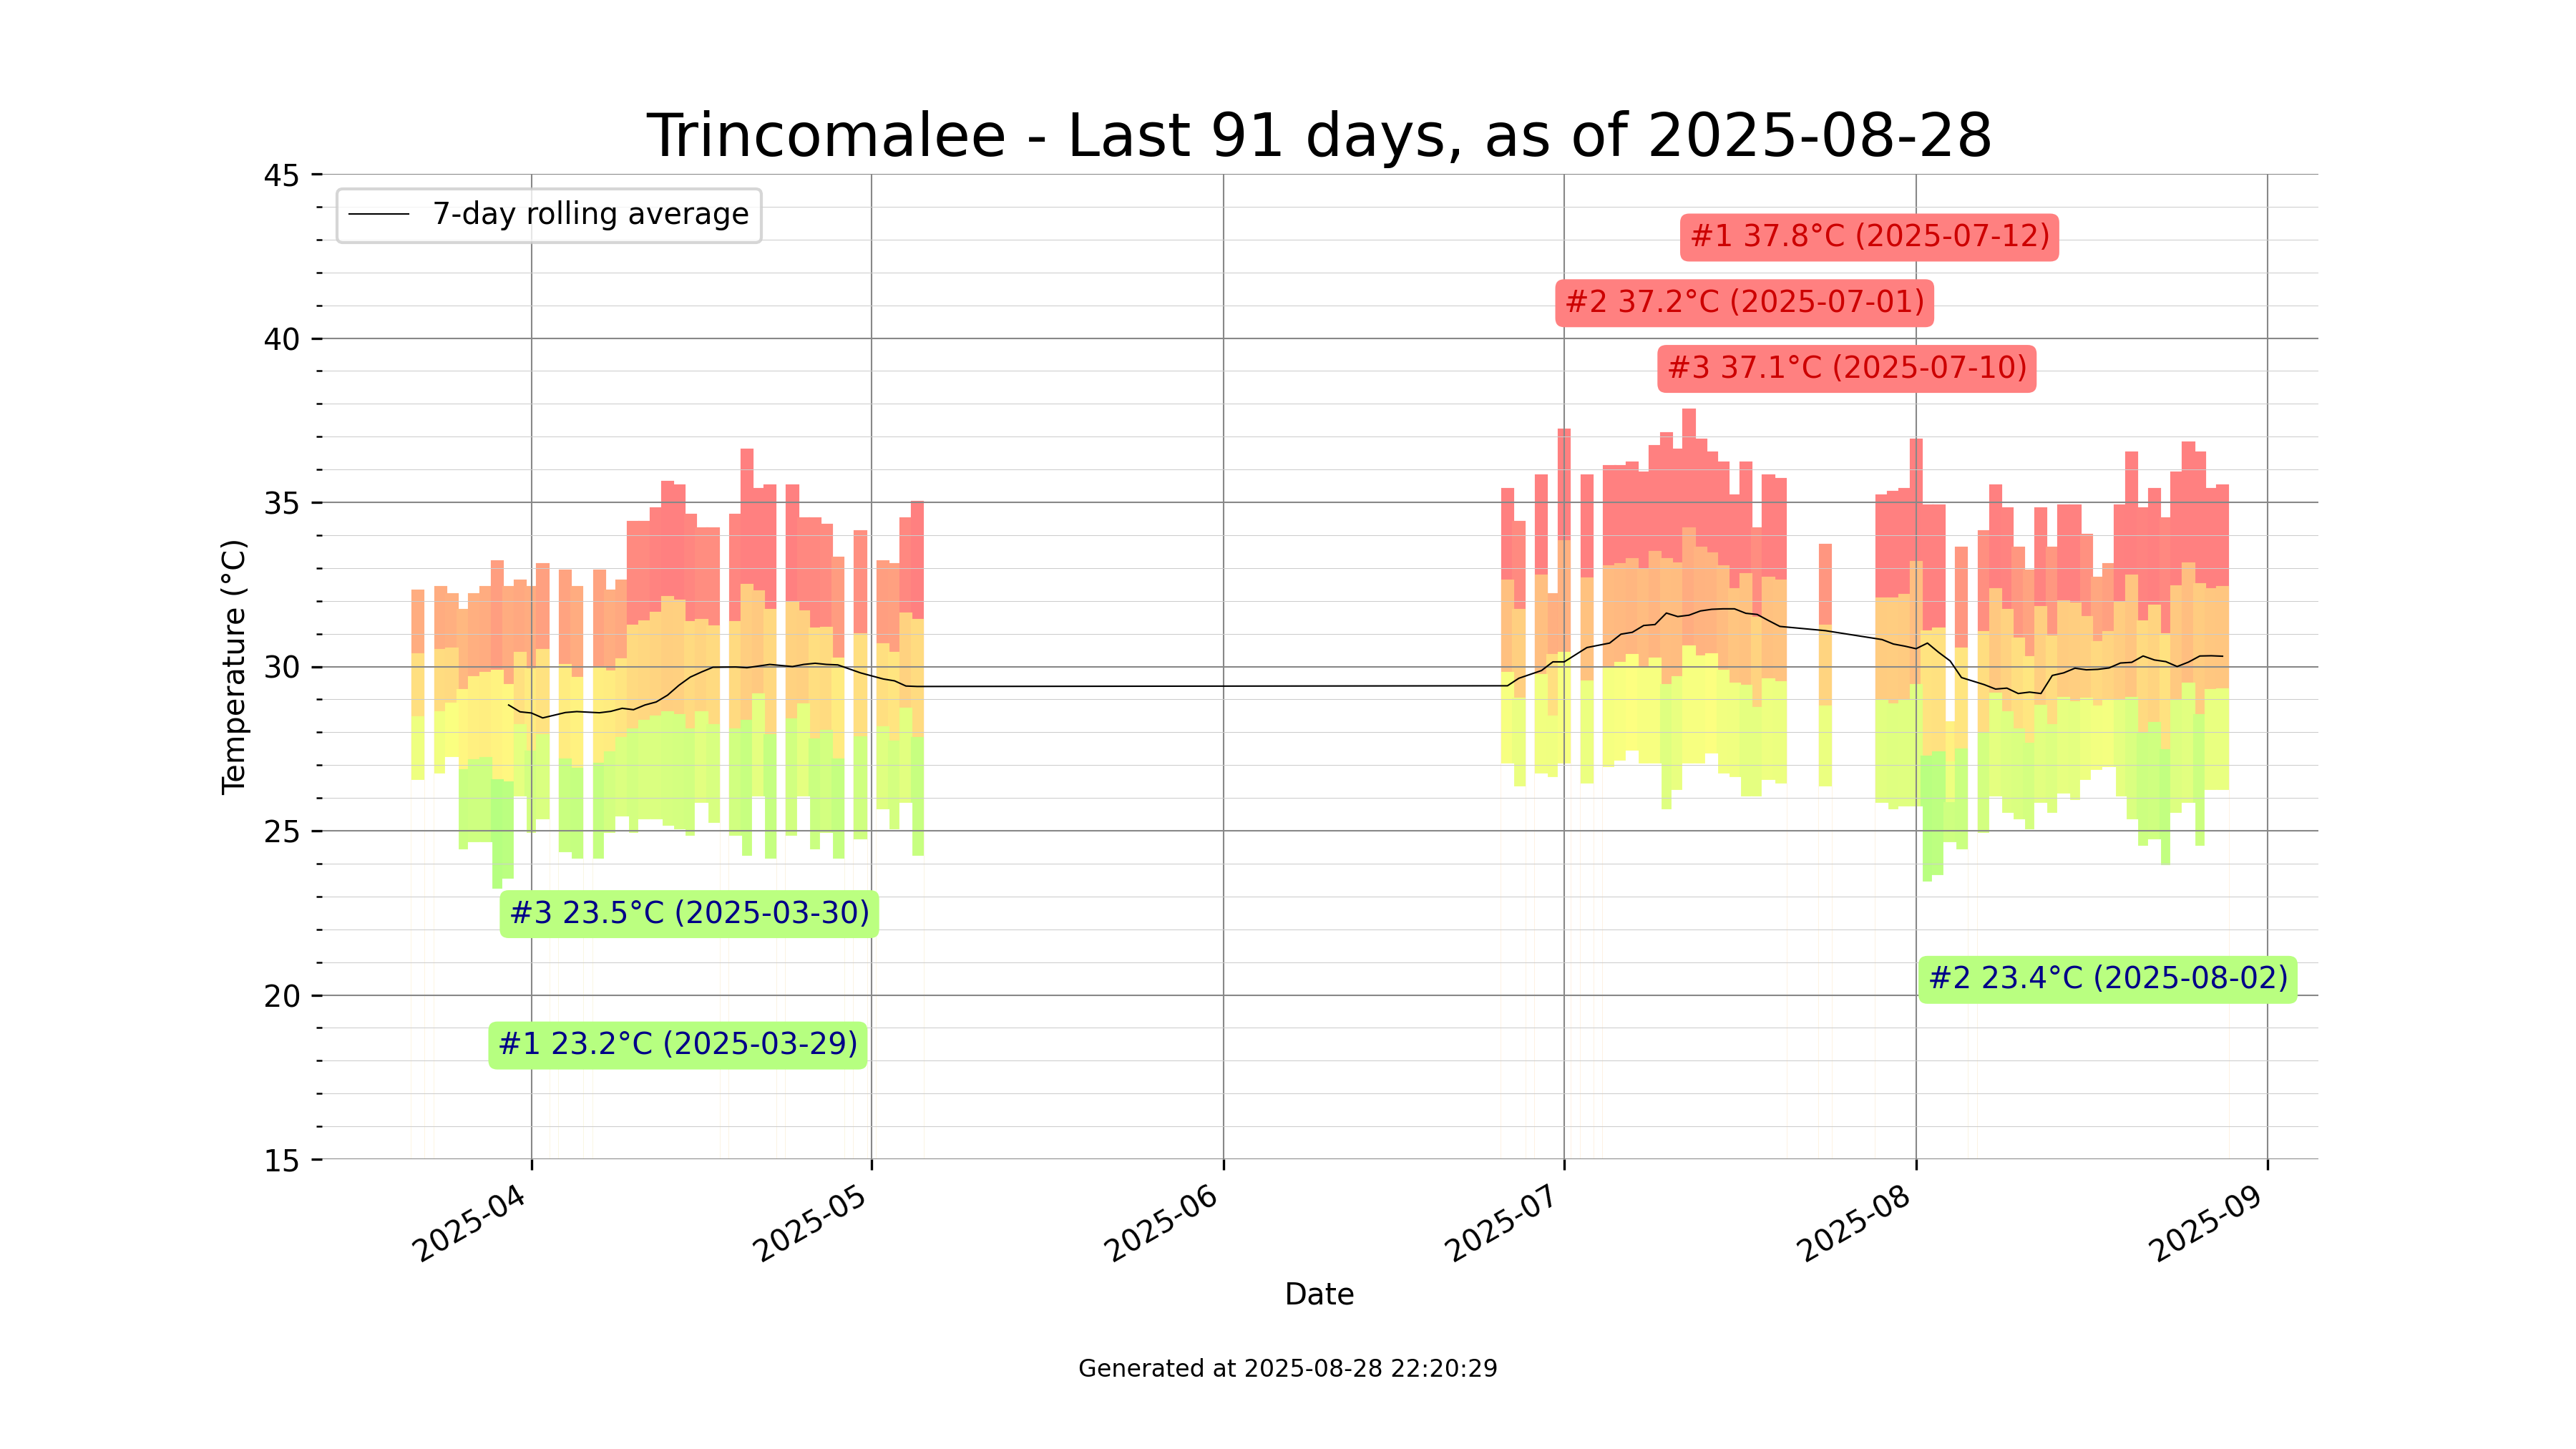 Trincomalee - Last 91 days, as of 2025-08-28
45
7-day rolling average
#1 37.8°C (2025-07-12)
#2 37.2°C (2025-07-01)
40
#3 37.1°C (2025-07-10)
35
30
Temperature (°C)
25
#3 23.5°C (2025-03-30)
#2 23.4°C (2025-08-02)
20
#1 23.2°C (2025-03-29)
15
2025-04
2025-05
2025-06
2025-07
2025-08
2025-09
Date
Generated at 2025-08-28 22:20:29